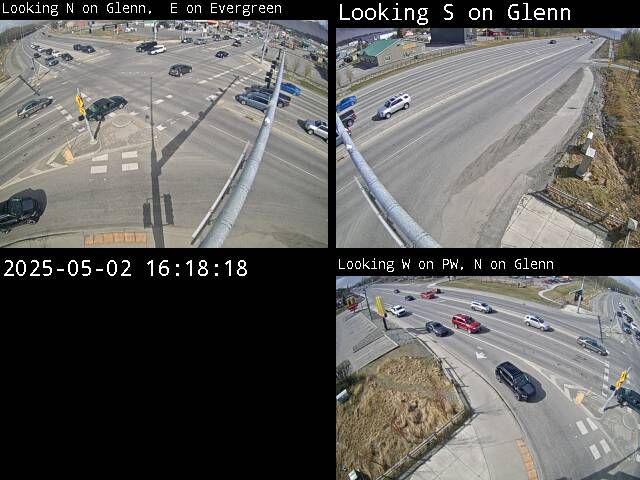 Looking N on Glenn, E on Evergreen
Looking S on Glenn
2025-05-02 16:18:18
Looking W on PW, N on Glenn